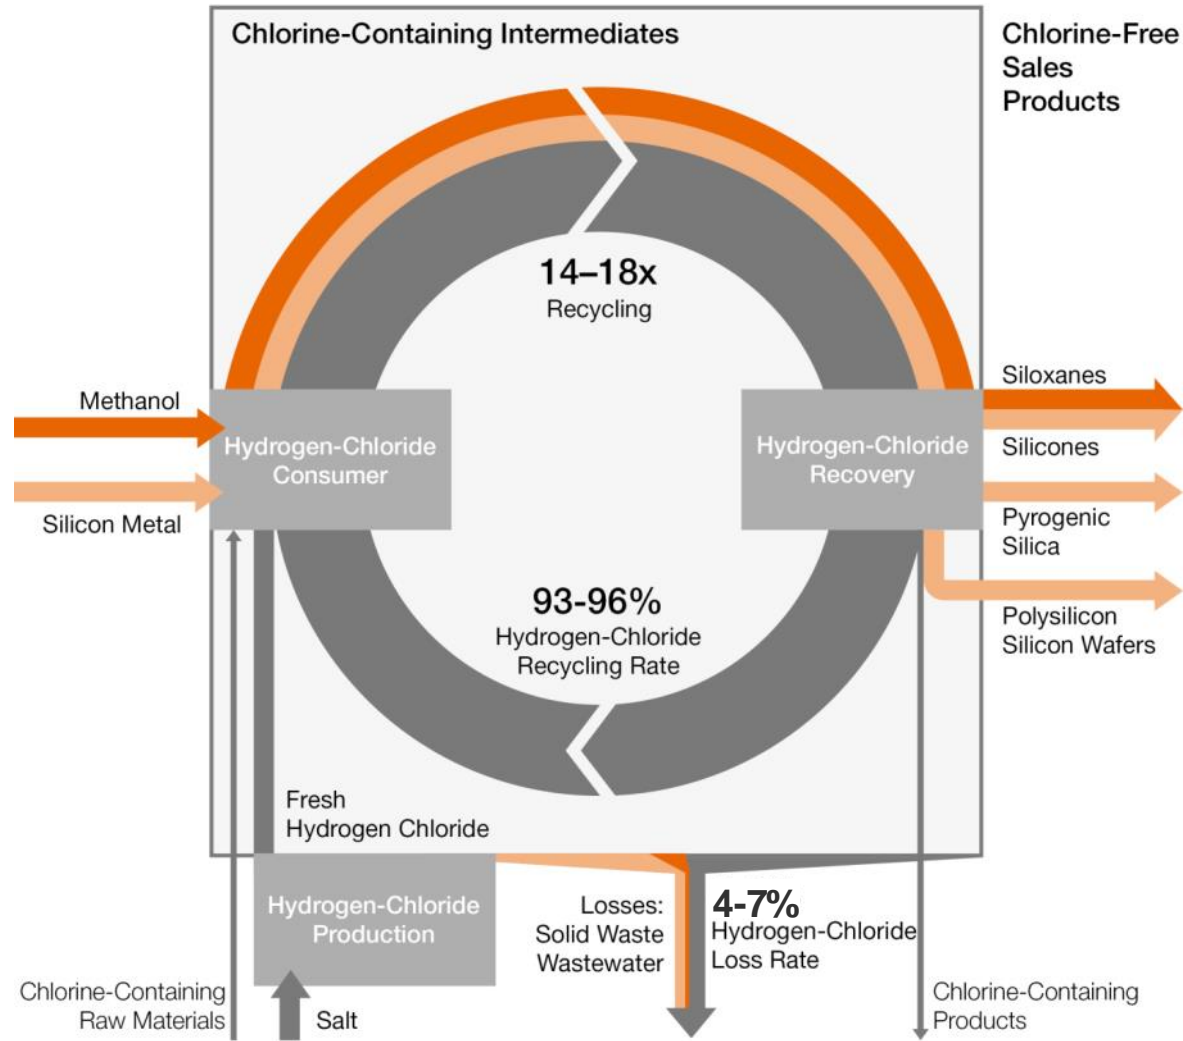 Chlorine-Containing Intermediates
Chlorine-Free
Sales
Products
14–18x
Recycling
Methanol
Hydrogen-Chloride
Consumer
Silicon Metal
Hydrogen-Chloride
Recovery
Siloxanes
Silicones
Pyrogenic
Silica
Polysilicon
Silicon Wafers
93-96%
Hydrogen-Chloride
Recycling Rate
Fresh
Hydrogen Chloride
Hydrogen-Chloride
Production
Losses:
Solid Waste
Wastewater
4-7%
Hydrogen-Chloride
Loss Rate
Chlorine-Containing
Raw Materials
Salt
Chlorine-Containing
Products